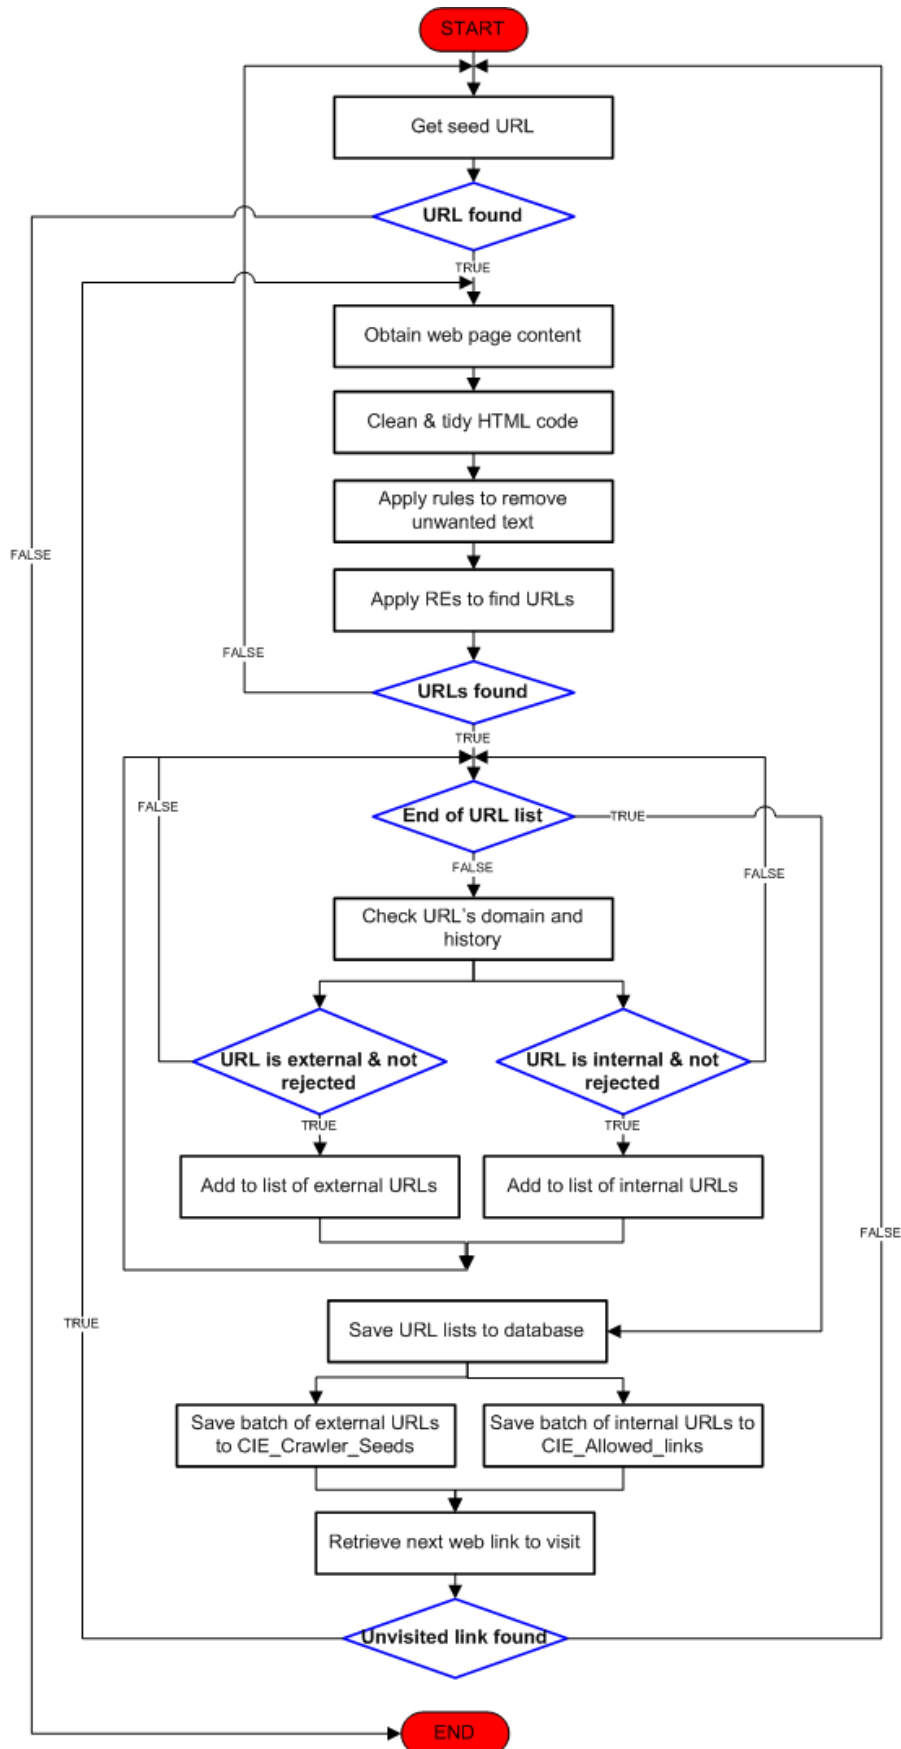 START
Get seed URL
URL found
TRUE
Obtain web page content
Clean & tidy HTML code
Apply rules to remove
unwanted text
FALSE
Apply REs to find URLs
FALSE
URLs found
TRUE
FALSE
End of URL list
TRUE
FALSE
FALSE
Check URL's domain and
history
URL is external & not
rejected
URL is internal & not
rejected
TRUE
TRUE
Add to list of external URLs
Add to list of internal URLs
FALSE
TRUE
Save URL lists to database
Save batch of external URLs
to CIE_Crawler_Seeds
Save batch of internal URLs to
CIE_Allowed_links
Retrieve next web link to visit
Unvisited link found
END